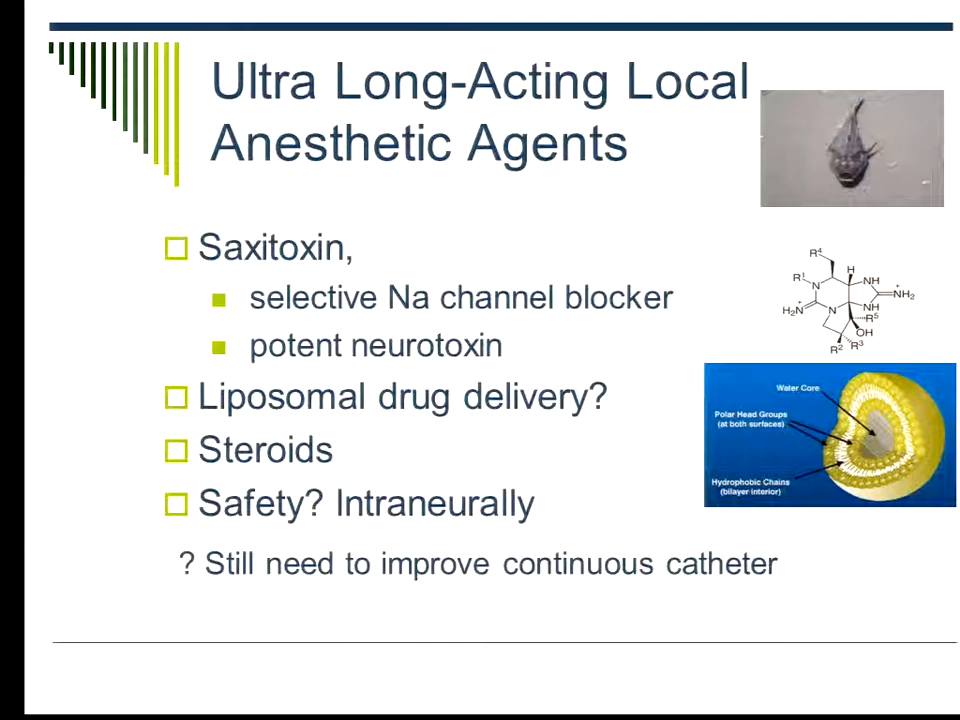 Ultra Long-Acting Local
Anesthetic Agents
Saxitoxin,
selective Na channel blocker
potent neurotoxin
Liposomal drug delivery?
Steroids
Safety? Intraneurally
? Still need to improve continuous catheter
R4
R1
H
N
NH
NH2
+
+
H2N
N
NH
R5
OH
R2
R3
Water Core
Polar Head Groups
(at both surfaces)
Hydrophobic Chains
(bilayer interior)